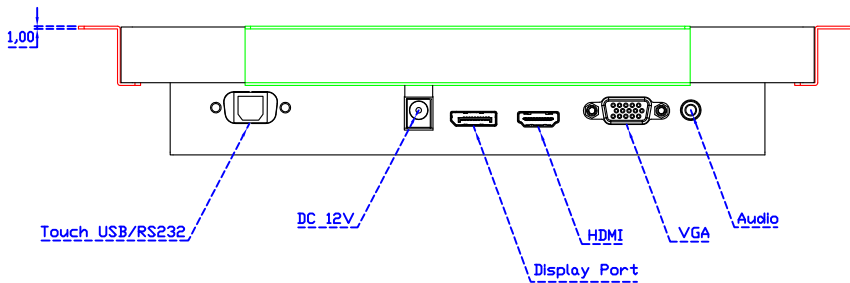 1,00
DC 12V
Audio
Touch USB/RS232
HDMI
VGA
Display Port